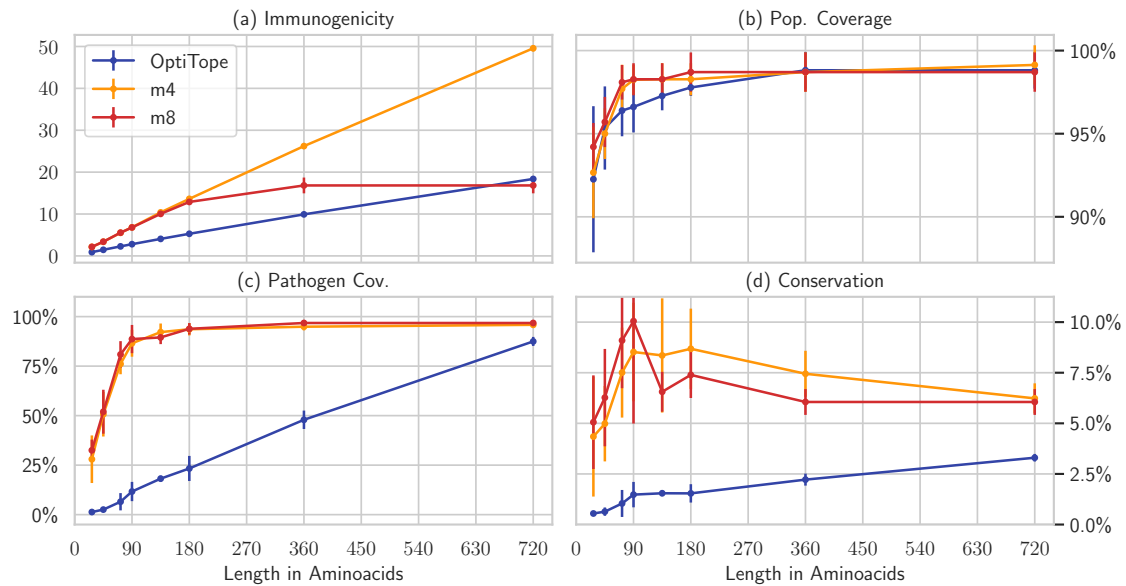 (a) Immunogenicity
(b) Pop. Coverage
OptiTope
m4
m8
50
40
30
20
10
0
100%
95%
90%
(c) Pathogen Cov.
(d) Conservation
100%
75%
50%
25%
0%
10.0%
7.5%
5.0%
2.5%
0.0%
0 90 180 270 360 450 540 630 720
0 90 180 270 360 450 540 630 720
Length in Aminoacids
Length in Aminoacids